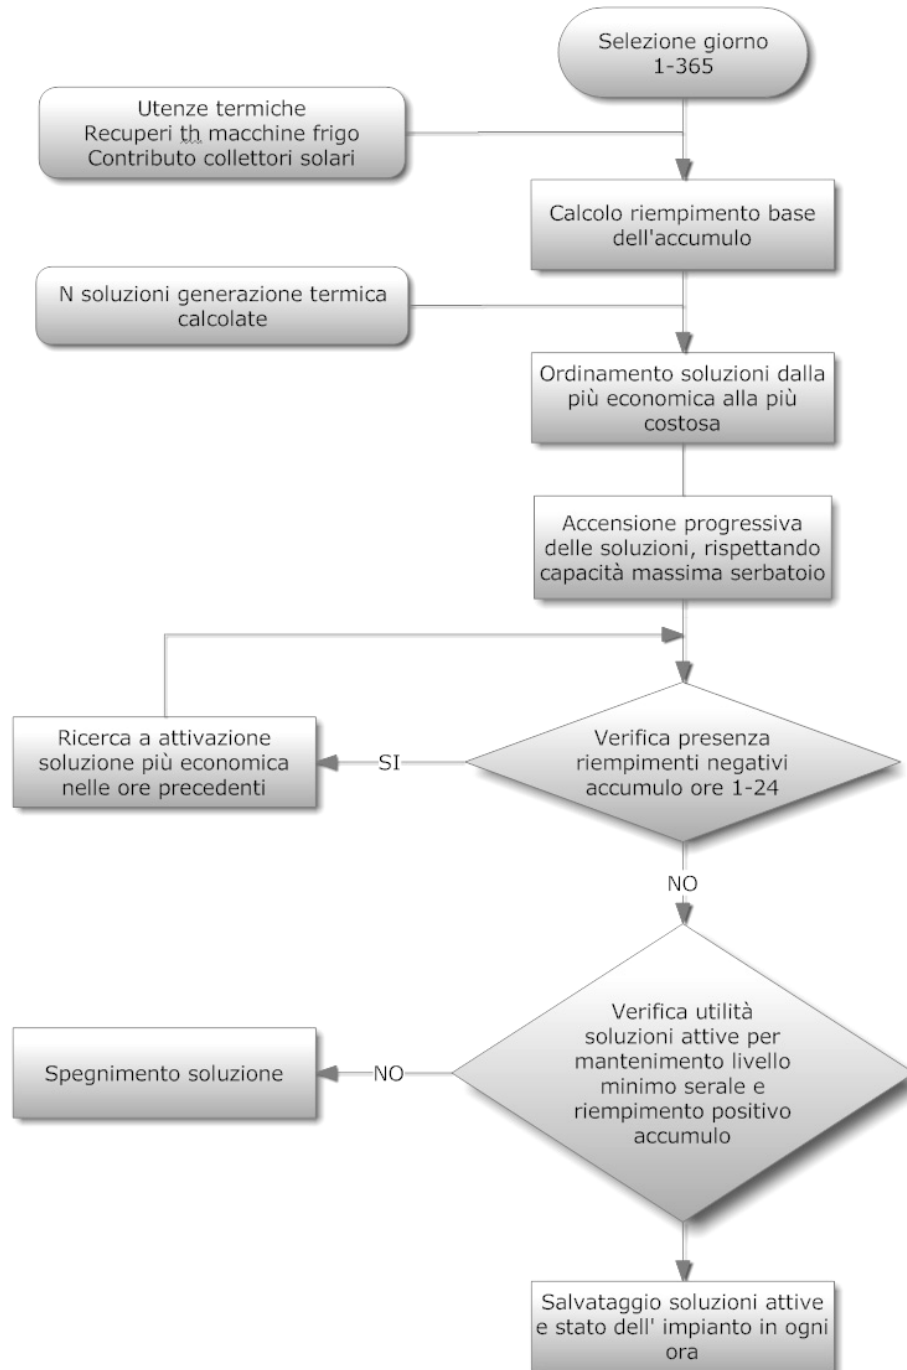 Selezione giorno
1-365
Utenze termiche
Recuperi th macchine frigo
Contributo collettori solari
Calcolo riempimento base
dell'accumulo
N soluzioni generazione termica
calcolate
Ordinamento soluzioni dalla
più economica alla più
costosa
Accensione progressiva
delle soluzioni, rispettando
capacità massima serbatoio
Ricerca a attivazione
soluzione più economica
nelle ore precedenti
SI
Verifica presenza
riempimenti negativi
accumulo ore 1-24
NO
Verifica utilità
soluzioni attive per
mantenimento livello
minimo serale e
riempimento positivo
accumulo
NO
Spegnimento soluzione
Salvataggio soluzioni attive
e stato dell' impianto in ogni
ora